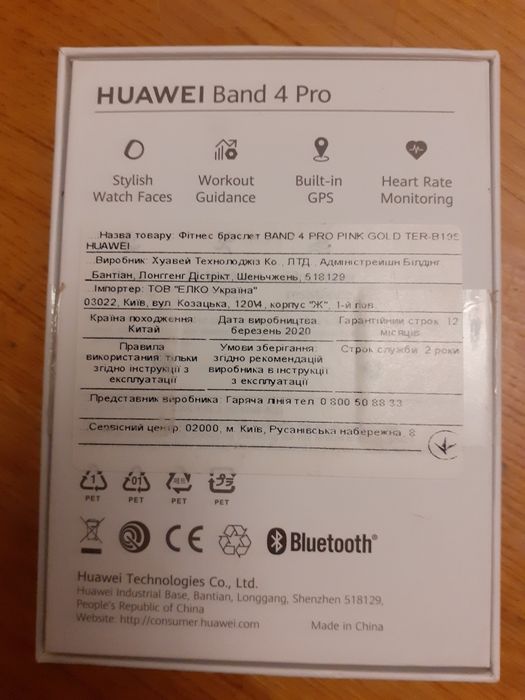 HUAWEI Band 4 Pro
Stylish Watch Faces
Workout Guidance
Built-in GPS
Heart Rate Monitoring
Назва товару: Фітнес браслет BAND 4 PRO PINK GOLD TER-B19S
HUAWEI
Виробник: Хуавей Технолоджіз Ко., ЛТД., Адміністрейшн Білдінг
Бантіан, Лонггенг Дістрікт, Шеньчжень, 518129
Імпортер: ТОВ "ЕЛКО Україна"
03022, Київ, вул. Козацька, 120/4, корпус "Ж", 1-й пов.
Країна походження: Китай
Дата виробництва: березень 2020
Гарантійний строк: 12 місяців
Правила використання: тільки згідно інструкції з експлуатації
Умови зберігання: згідно рекомендацій виробника в інструкції з експлуатації
Строк служби: 2 роки
Представник виробника: Гаряча лінія тел. 0 800 50 88 33
Сервісний центр: 02000, м. Київ, Русанівська набережна, 8
1 PET
01 PET
PET
プラ PET
CE
Bluetooth®
Huawei Technologies Co., Ltd.
Huawei Industrial Base, Bantian, Longgang, Shenzhen 518129,
People's Republic of China
Website: http://consumer.huawei.com
Made in China